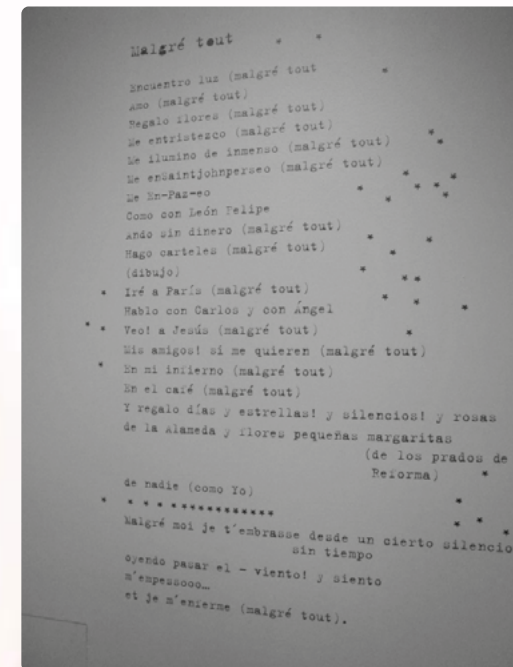 Malgré tout * *
Encuentro luz (malgré tout *
Amo (malgré tout)
Regalo flores (malgré tout)
Me entristezco (malgré tout)
Me ilumino de inmenso (malgré tout) * *
Me enSaintjohnperseo (malgré tout) * *
Me En-Paz-eo * * * * *
Como con León Felipe
Ando sin dinero (malgré tout) * *
Hago carteles (malgré tout)
(dibujo) * * *
* Iré a París (malgré tout) * * *
Hablo con Carlos y con Ángel
* * Veo! a Jesús (malgré tout) *
Mis amigos! si me quieren (malgré tout)
* En mi infierno (malgré tout)
En el café (malgré tout)
Y regalo días y estrellas! y silencios! y rosas
de la Alameda y flores pequeñas margaritas
(de los prados de
Reforma) *
de nadie (como Yo) *
* * * * * * * * * * * * * * * * * * *
Malgré moi je t'embrasse desde un cierto silencio
sin tiempo
oyendo pasar el - viento! y siento
m'empessooo…
et je m'enferme (malgré tout).